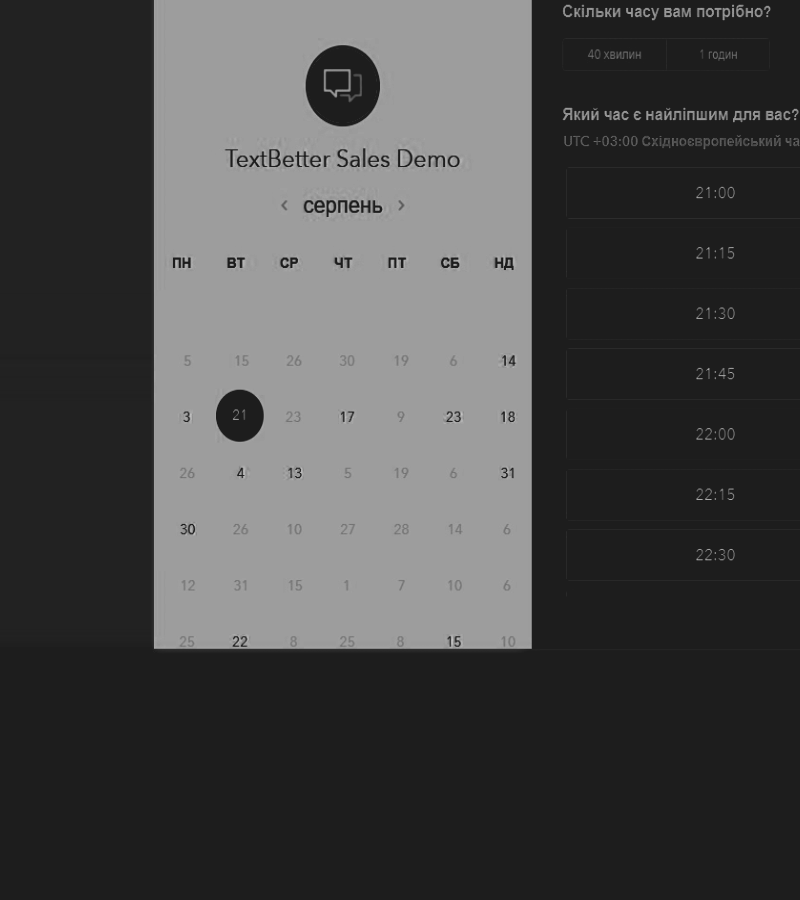 TextBetter Sales Demo
‹ серпень ›
ПН ВТ СР ЧТ ПТ СБ НД
5 15 26 30 19 6 14
3 21 23 17 9 23 18
26 4 13 5 19 6 31
30 26 10 27 28 14 6
12 31 15 1 7 10 6
25 22 8 25 8 15 10
Скільки часу вам потрібно?
40 хвилин 1 годин
Який час є найліпшим для вас?
UTC +03:00 Східноєвропейський ча
21:00
21:15
21:30
21:45
22:00
22:15
22:30